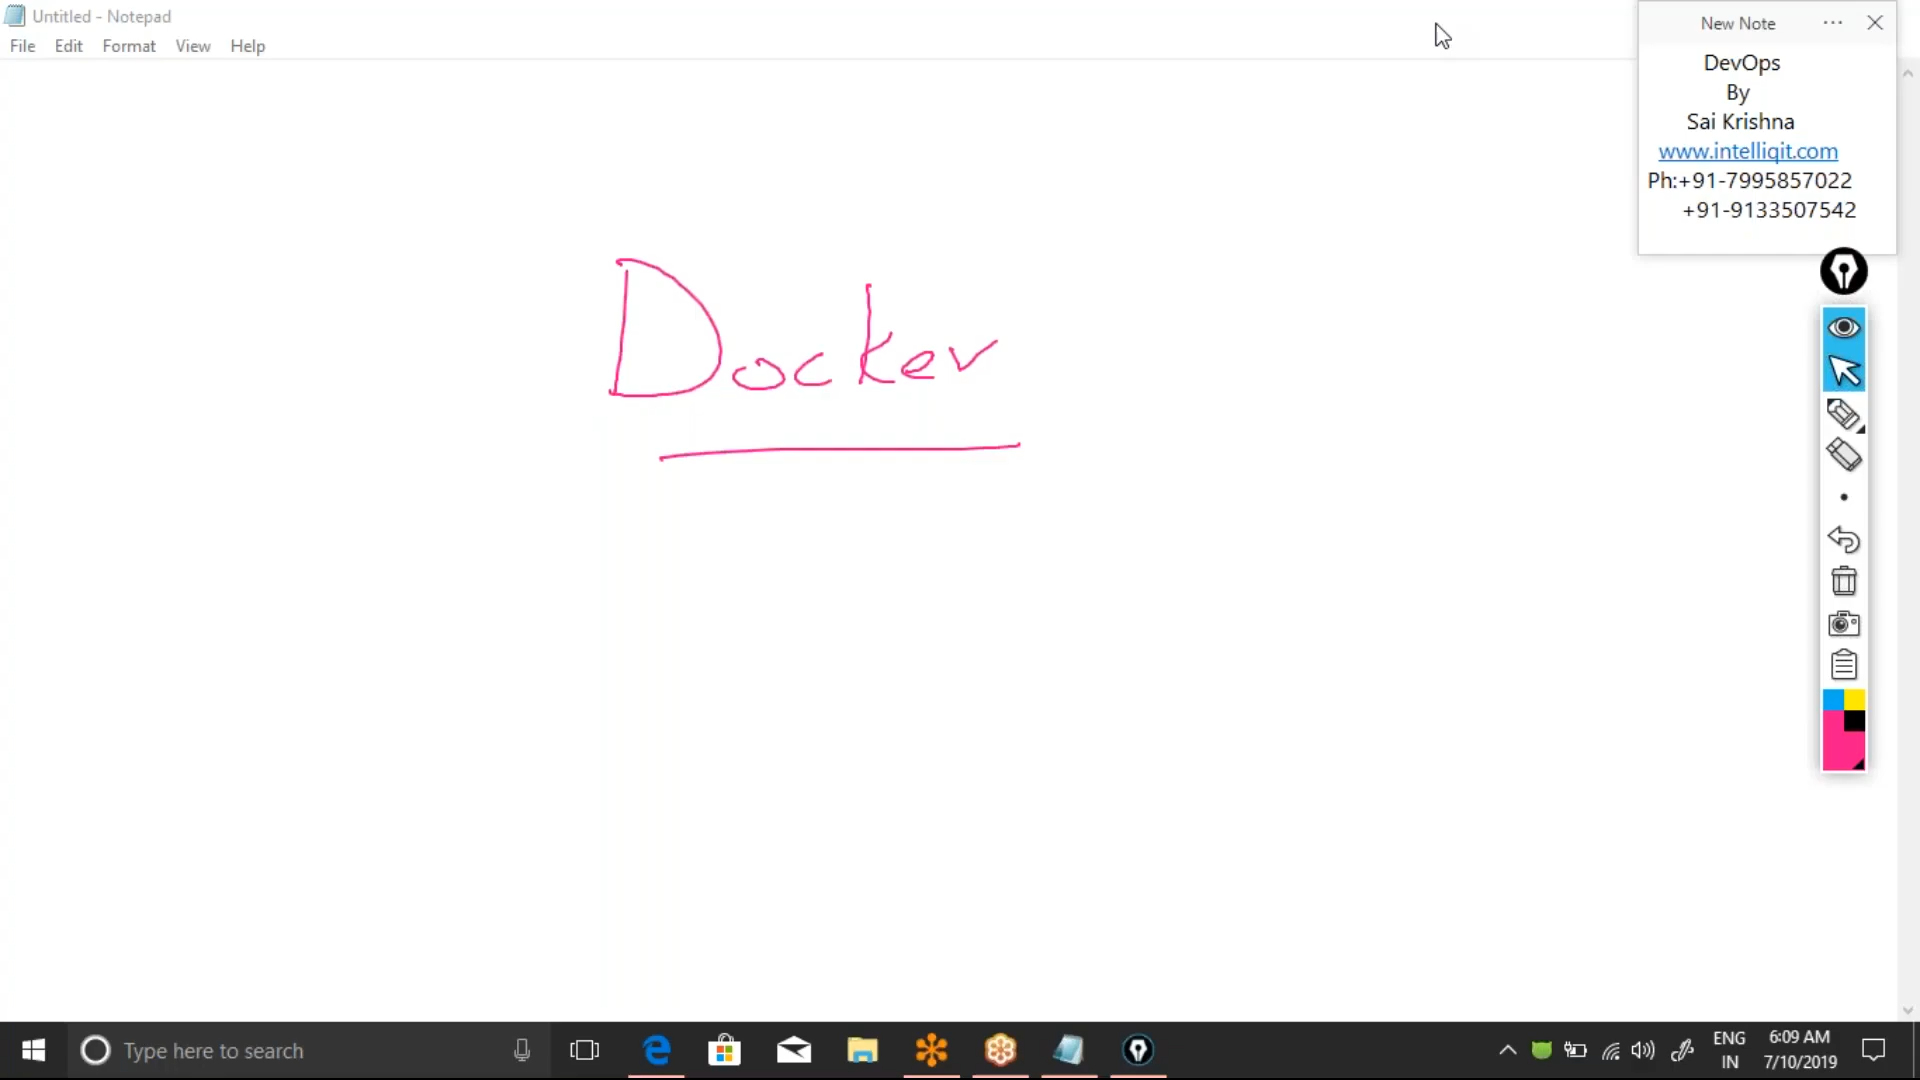 Untitled - Notepad
File Edit Format View Help
New Note
DevOps
By
Sai Krishna
www.intelliqit.com
Ph:+91-7995857022
+91-9133507542
Docker
Type here to search
ENG
IN
6:09 AM
7/10/2019